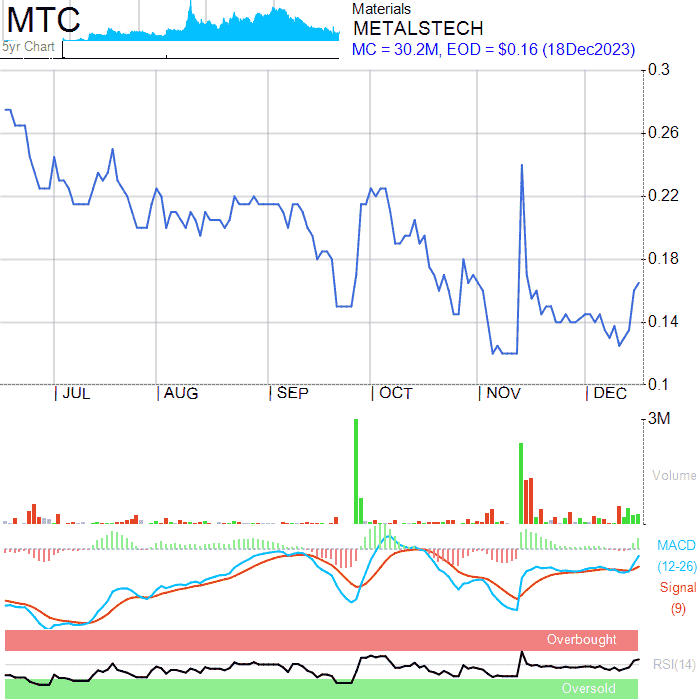 MTC
5yr Chart
Materials
METALSTECH
MC = 30.2M, EOD = $0.16 (18Dec2023)
0.3
0.26
0.22
0.18
0.14
0.1
JUL AUG SEP OCT NOV DEC
3M
Volume
MACD
(12-26)
Signal
(9)
Overbought
RSI(14)
Oversold